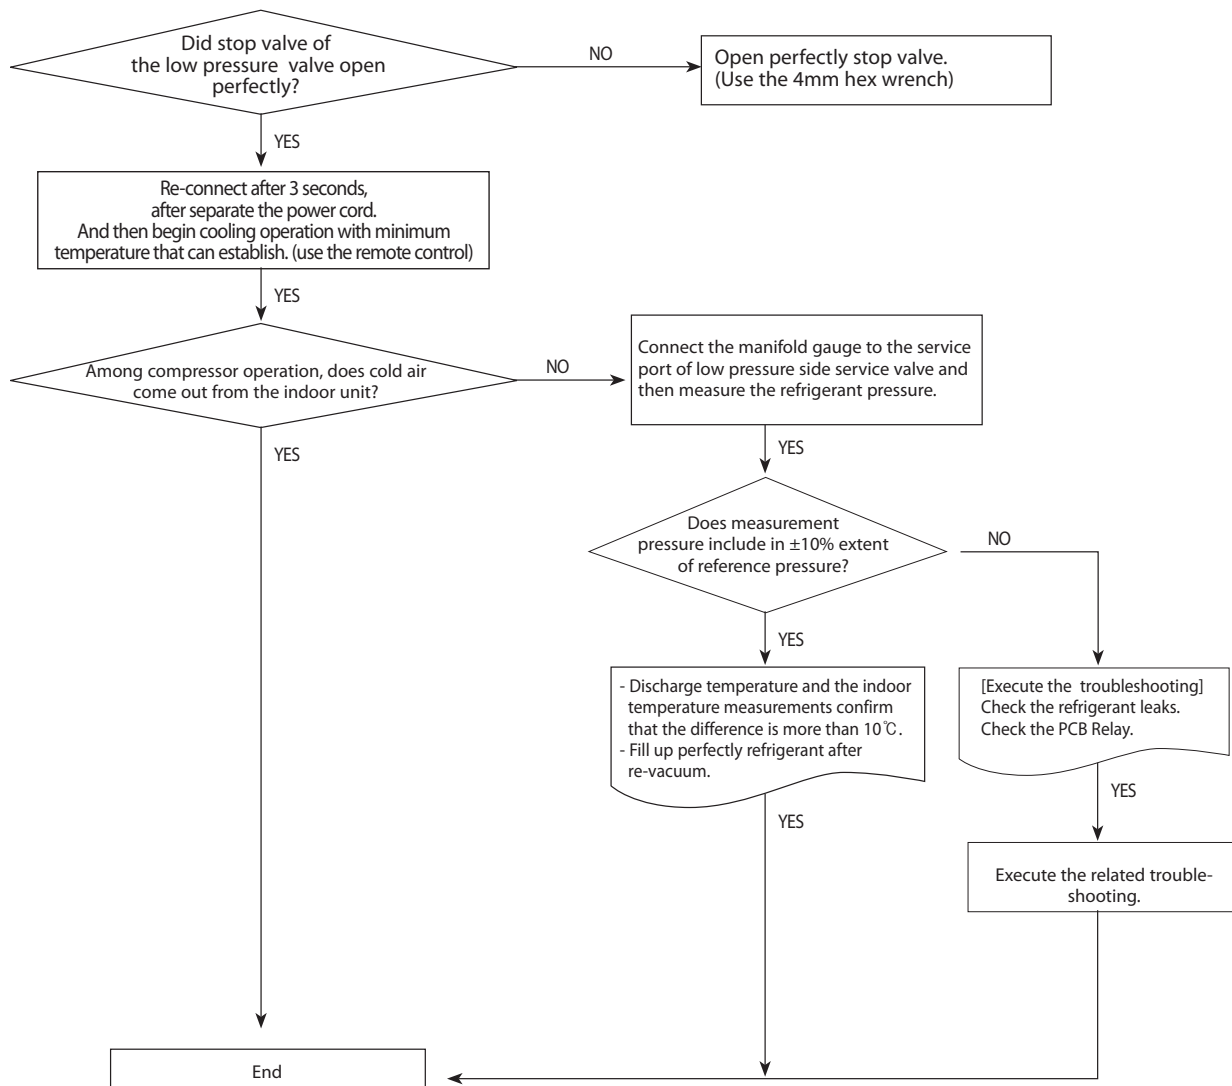 Did stop valve of
the low pressure valve open
perfectly?
NO
Open perfectly stop valve.
(Use the 4mm hex wrench)
YES
Re-connect after 3 seconds,
after separate the power cord.
And then begin cooling operation with minimum
temperature that can establish. (use the remote control)
YES
Among compressor operation, does cold air
come out from the indoor unit?
NO
Connect the manifold gauge to the service
port of low pressure side service valve and
then measure the refrigerant pressure.
YES
YES
Does measurement
pressure include in ±10% extent
of reference pressure?
NO
YES
- Discharge temperature and the indoor
temperature measurements confirm
that the difference is more than 10℃.
- Fill up perfectly refrigerant after
re-vacuum.
[Execute the troubleshooting]
Check the refrigerant leaks.
Check the PCB Relay.
YES
YES
Execute the related trouble-
shooting.
End